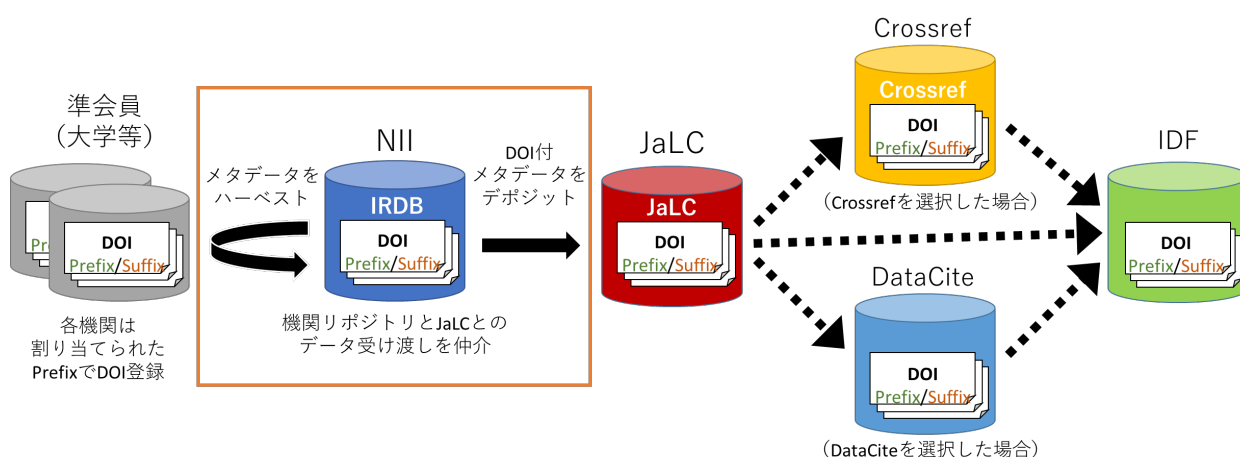 準会員
（大学等）
Pre
DOI
Prefix/Suffix
各機関は
割り当てられた
PrefixでDOI登録
メタデータを
ハーベスト
NII
IRDB
DOI
Prefix/Suffix
DOI付
メタデータを
デポジット
機関リポジトリとJaLCとの
データ受け渡しを仲介
JaLC
JaLC
DOI
Prefix/Suffix
Crossref
Crossref
DOI
Prefix/Suffix
（Crossrefを選択した場合）
DataCite
DOI
Prefix/Suffix
（DataCiteを選択した場合）
IDF
DOI
Prefix/Suffix